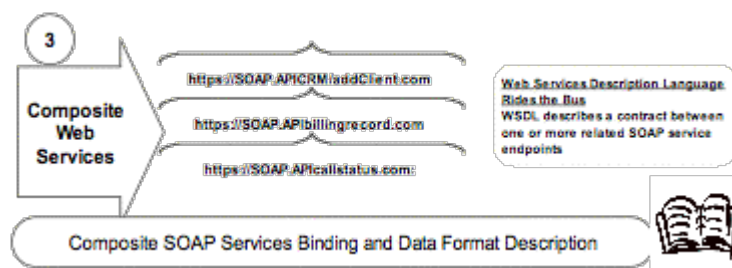 3
Composite
Web
Services
https://SOAP.APICRM/addClient.com
https://SOAP.APIbillingrecord.com
https://SOAP.APIcallstatus.com:
Web Services Description Language
Rides the Bus
WSDL describes a contract between
one or more related SOAP service
endpoints
Composite SOAP Services Binding and Data Format Description